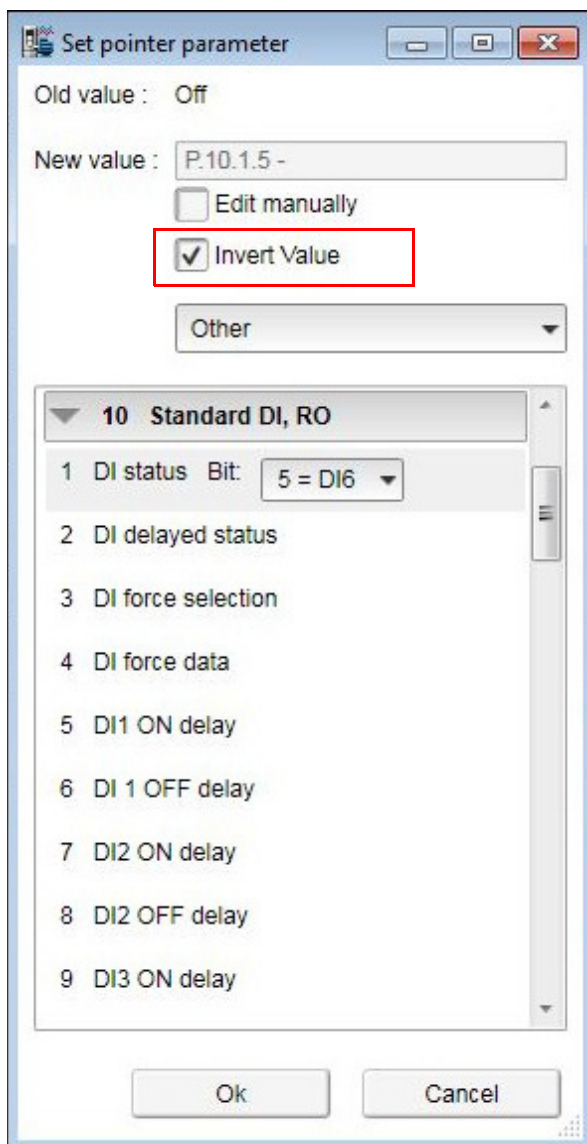 Set pointer parameter
Old value : Off
New value : P.10.1.5 -
Edit manually
Invert Value
Other
10 Standard DI, RO
1 DI status Bit: 5 = DI6
2 DI delayed status
3 DI force selection
4 DI force data
5 DI1 ON delay
6 DI 1 OFF delay
7 DI2 ON delay
8 DI2 OFF delay
9 DI3 ON delay
Ok Cancel